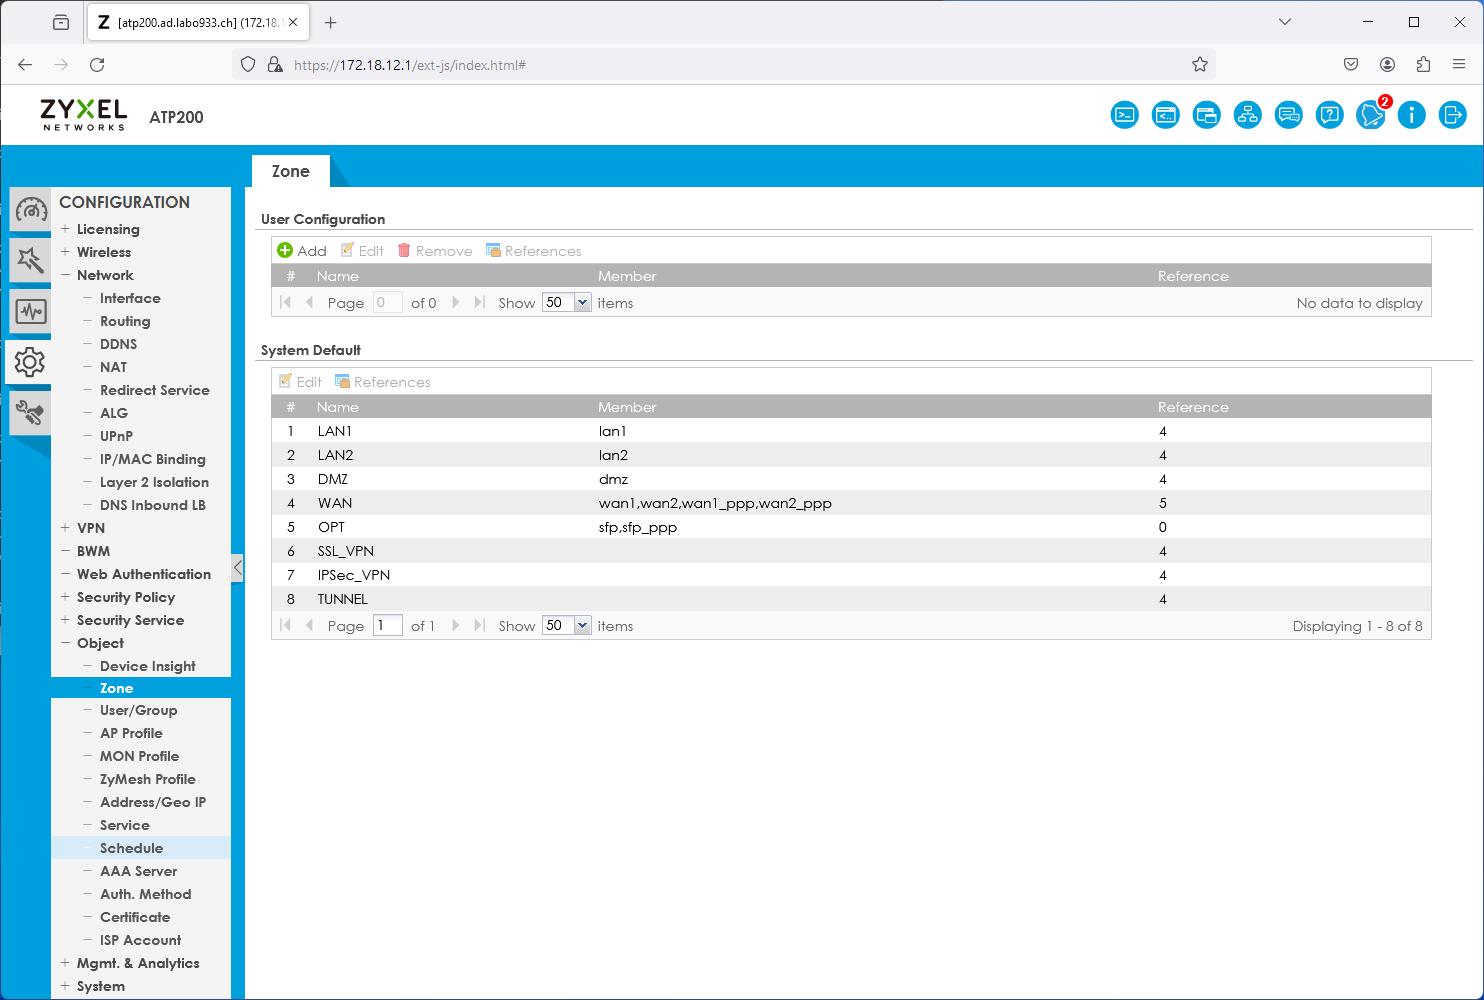 [atp200.ad.labo933.ch] (172.18.1
https://172.18.12.1/ext-js/index.html#
ZYXEL
NETWORKS
ATP200
2
Zone
CONFIGURATION
Licensing
Wireless
Network
Interface
Routing
DDNS
NAT
Redirect Service
ALG
UPnP
IP/MAC Binding
Layer 2 Isolation
DNS Inbound LB
VPN
BWM
Web Authentication
Security Policy
Security Service
Object
Device Insight
Zone
User/Group
AP Profile
MON Profile
ZyMesh Profile
Address/Geo IP
Service
Schedule
AAA Server
Auth. Method
Certificate
ISP Account
Mgmt. & Analytics
System
User Configuration
Add Edit Remove References
# Name Member Reference
Page 0 of 0 Show 50 items No data to display
System Default
Edit References
# Name Member Reference
1 LAN1 lan1 4
2 LAN2 lan2 4
3 DMZ dmz 4
4 WAN wan1,wan2,wan1_ppp,wan2_ppp 5
5 OPT sfp,sfp_ppp 0
6 SSL_VPN 4
7 IPSec_VPN 4
8 TUNNEL 4
Page 1 of 1 Show 50 items Displaying 1 - 8 of 8